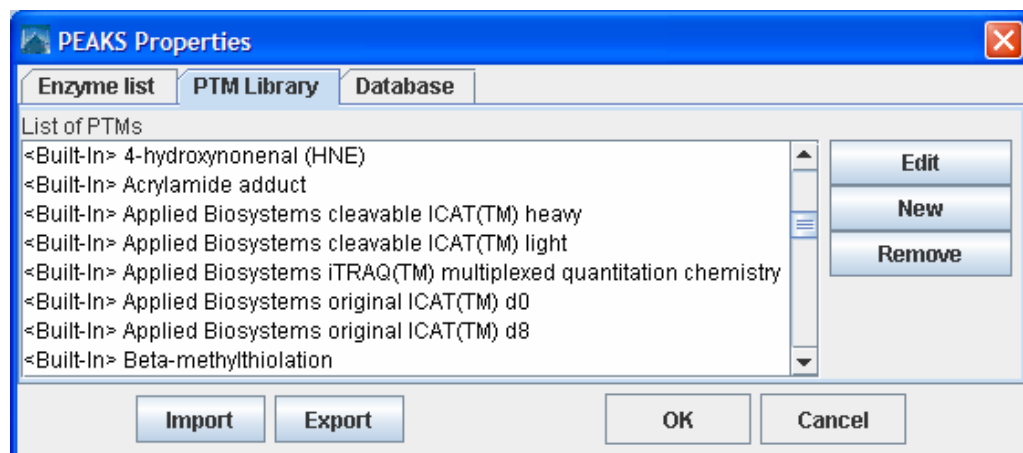 PEAKS Properties
Enzyme list PTM Library Database
List of PTMs
<Built-In> 4-hydroxynonenal (HNE)
<Built-In> Acrylamide adduct
<Built-In> Applied Biosystems cleavable ICAT(TM) heavy
<Built-In> Applied Biosystems cleavable ICAT(TM) light
<Built-In> Applied Biosystems iTRAQ(TM) multiplexed quantitation chemistry
<Built-In> Applied Biosystems original ICAT(TM) d0
<Built-In> Applied Biosystems original ICAT(TM) d8
<Built-In> Beta-methylthiolation
Edit
New
Remove
Import Export OK Cancel